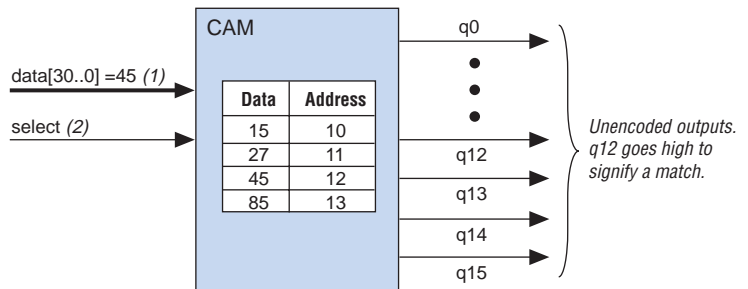 CAM
data[30..0] =45 (1)
select (2)
Data Address
15 10
27 11
45 12
85 13
q0
q12
q13
q14
q15
Unencoded outputs.
q12 goes high to
signify a match.